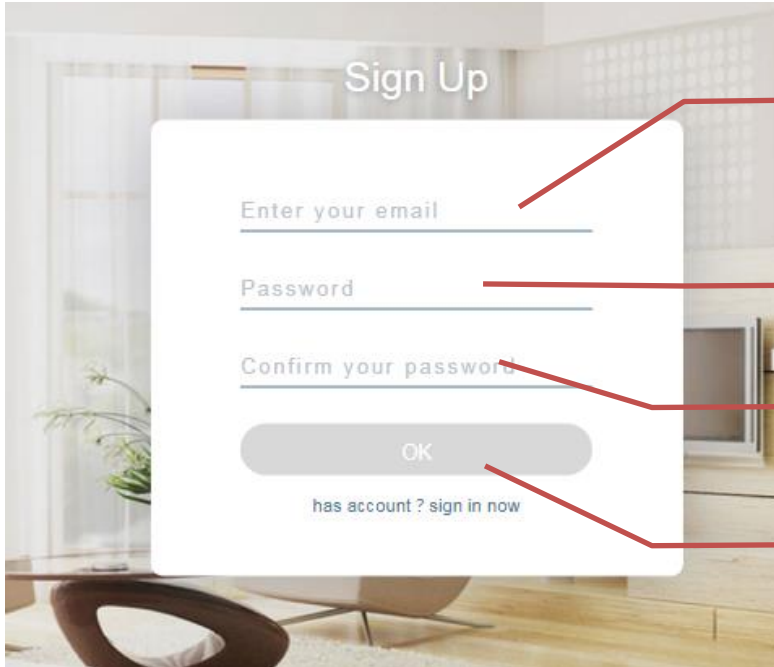 Sign Up
Enter your email
Password
Confirm your password
OK
has account ? sign in now